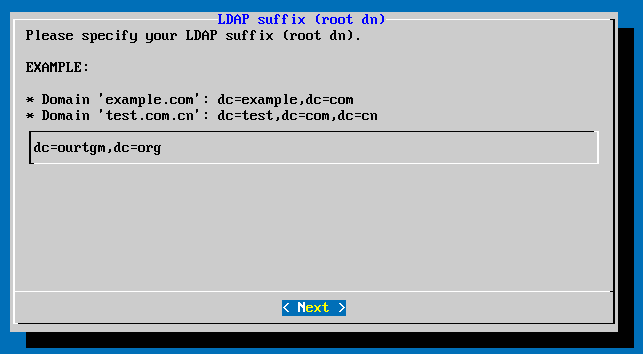 LDAP suffix (root dn)
Please specify your LDAP suffix (root dn).
EXAMPLE:
* Domain 'example.com': dc=example,dc=com
* Domain 'test.com.cn': dc=test,dc=com,dc=cn
dc=ourtgm,dc=org
< Next >